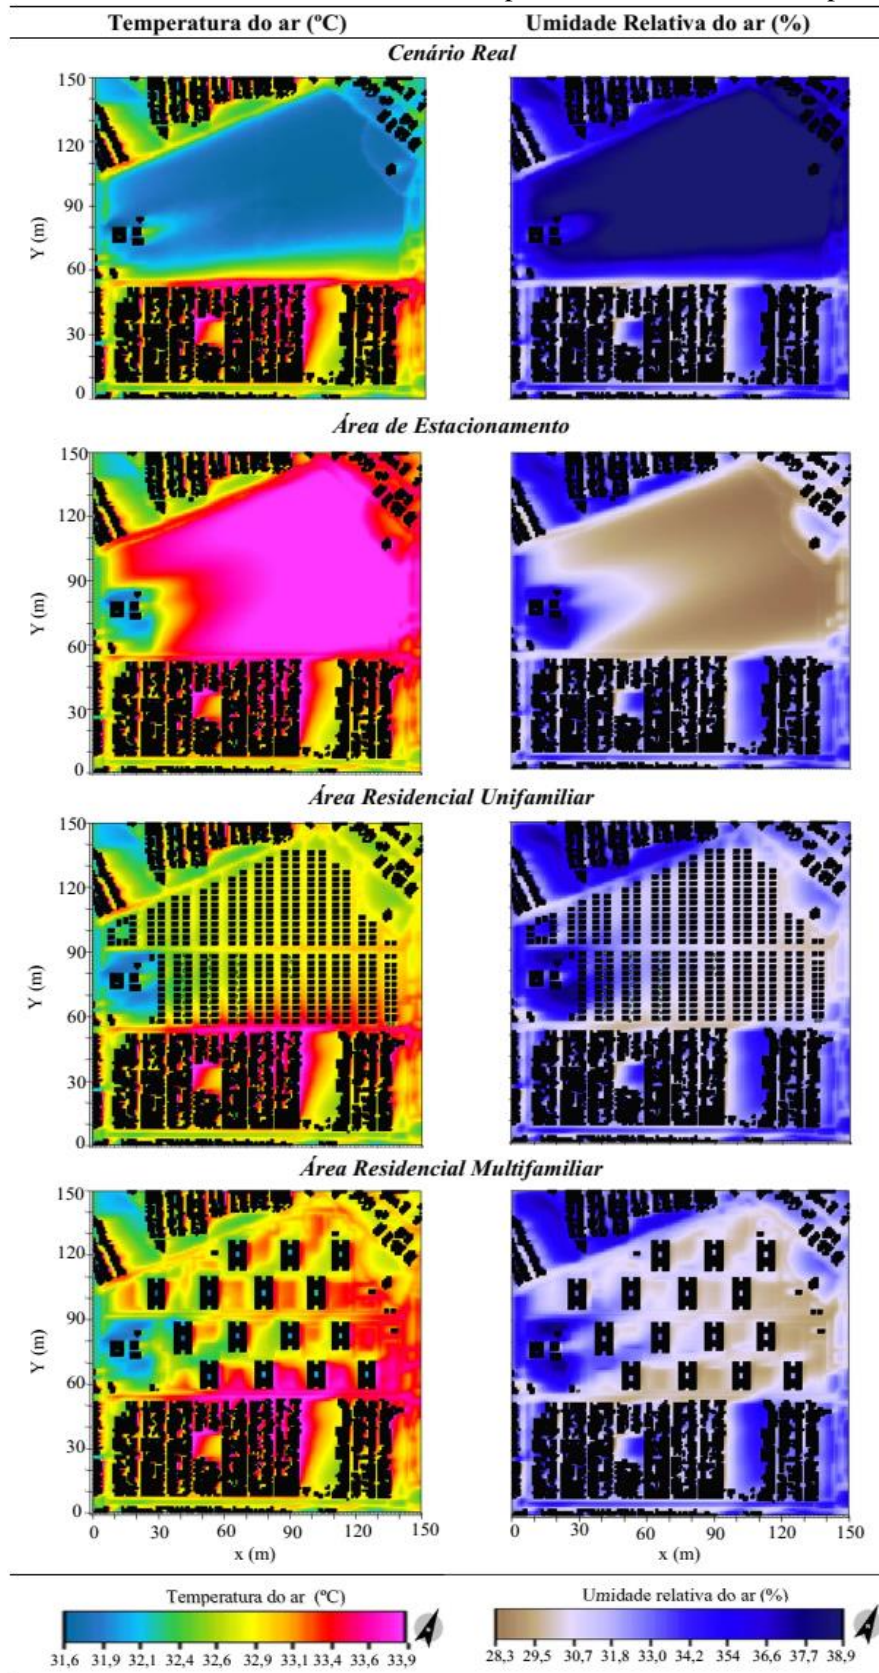 Temperatura do ar (ºC) Umidade Relativa do ar (%)
Cenário Real
150
120
90
60
30
0
Y (m)
Área de Estacionamento
150
120
90
60
30
0
Y (m)
Área Residencial Unifamiliar
150
120
90
60
30
0
Y (m)
Área Residencial Multifamiliar
150
120
90
60
30
0
Y (m)
0 30 60 90 120 150 0 30 60 90 120 150
x (m) x (m)
Temperatura do ar (ºC) Umidade relativa do ar (%)
31,6 31,9 32,1 32,4 32,6 32,9 33,1 33,4 33,6 33,9 28,3 29,5 30,7 31,8 33,0 34,2 354 36,6 37,7 38,9